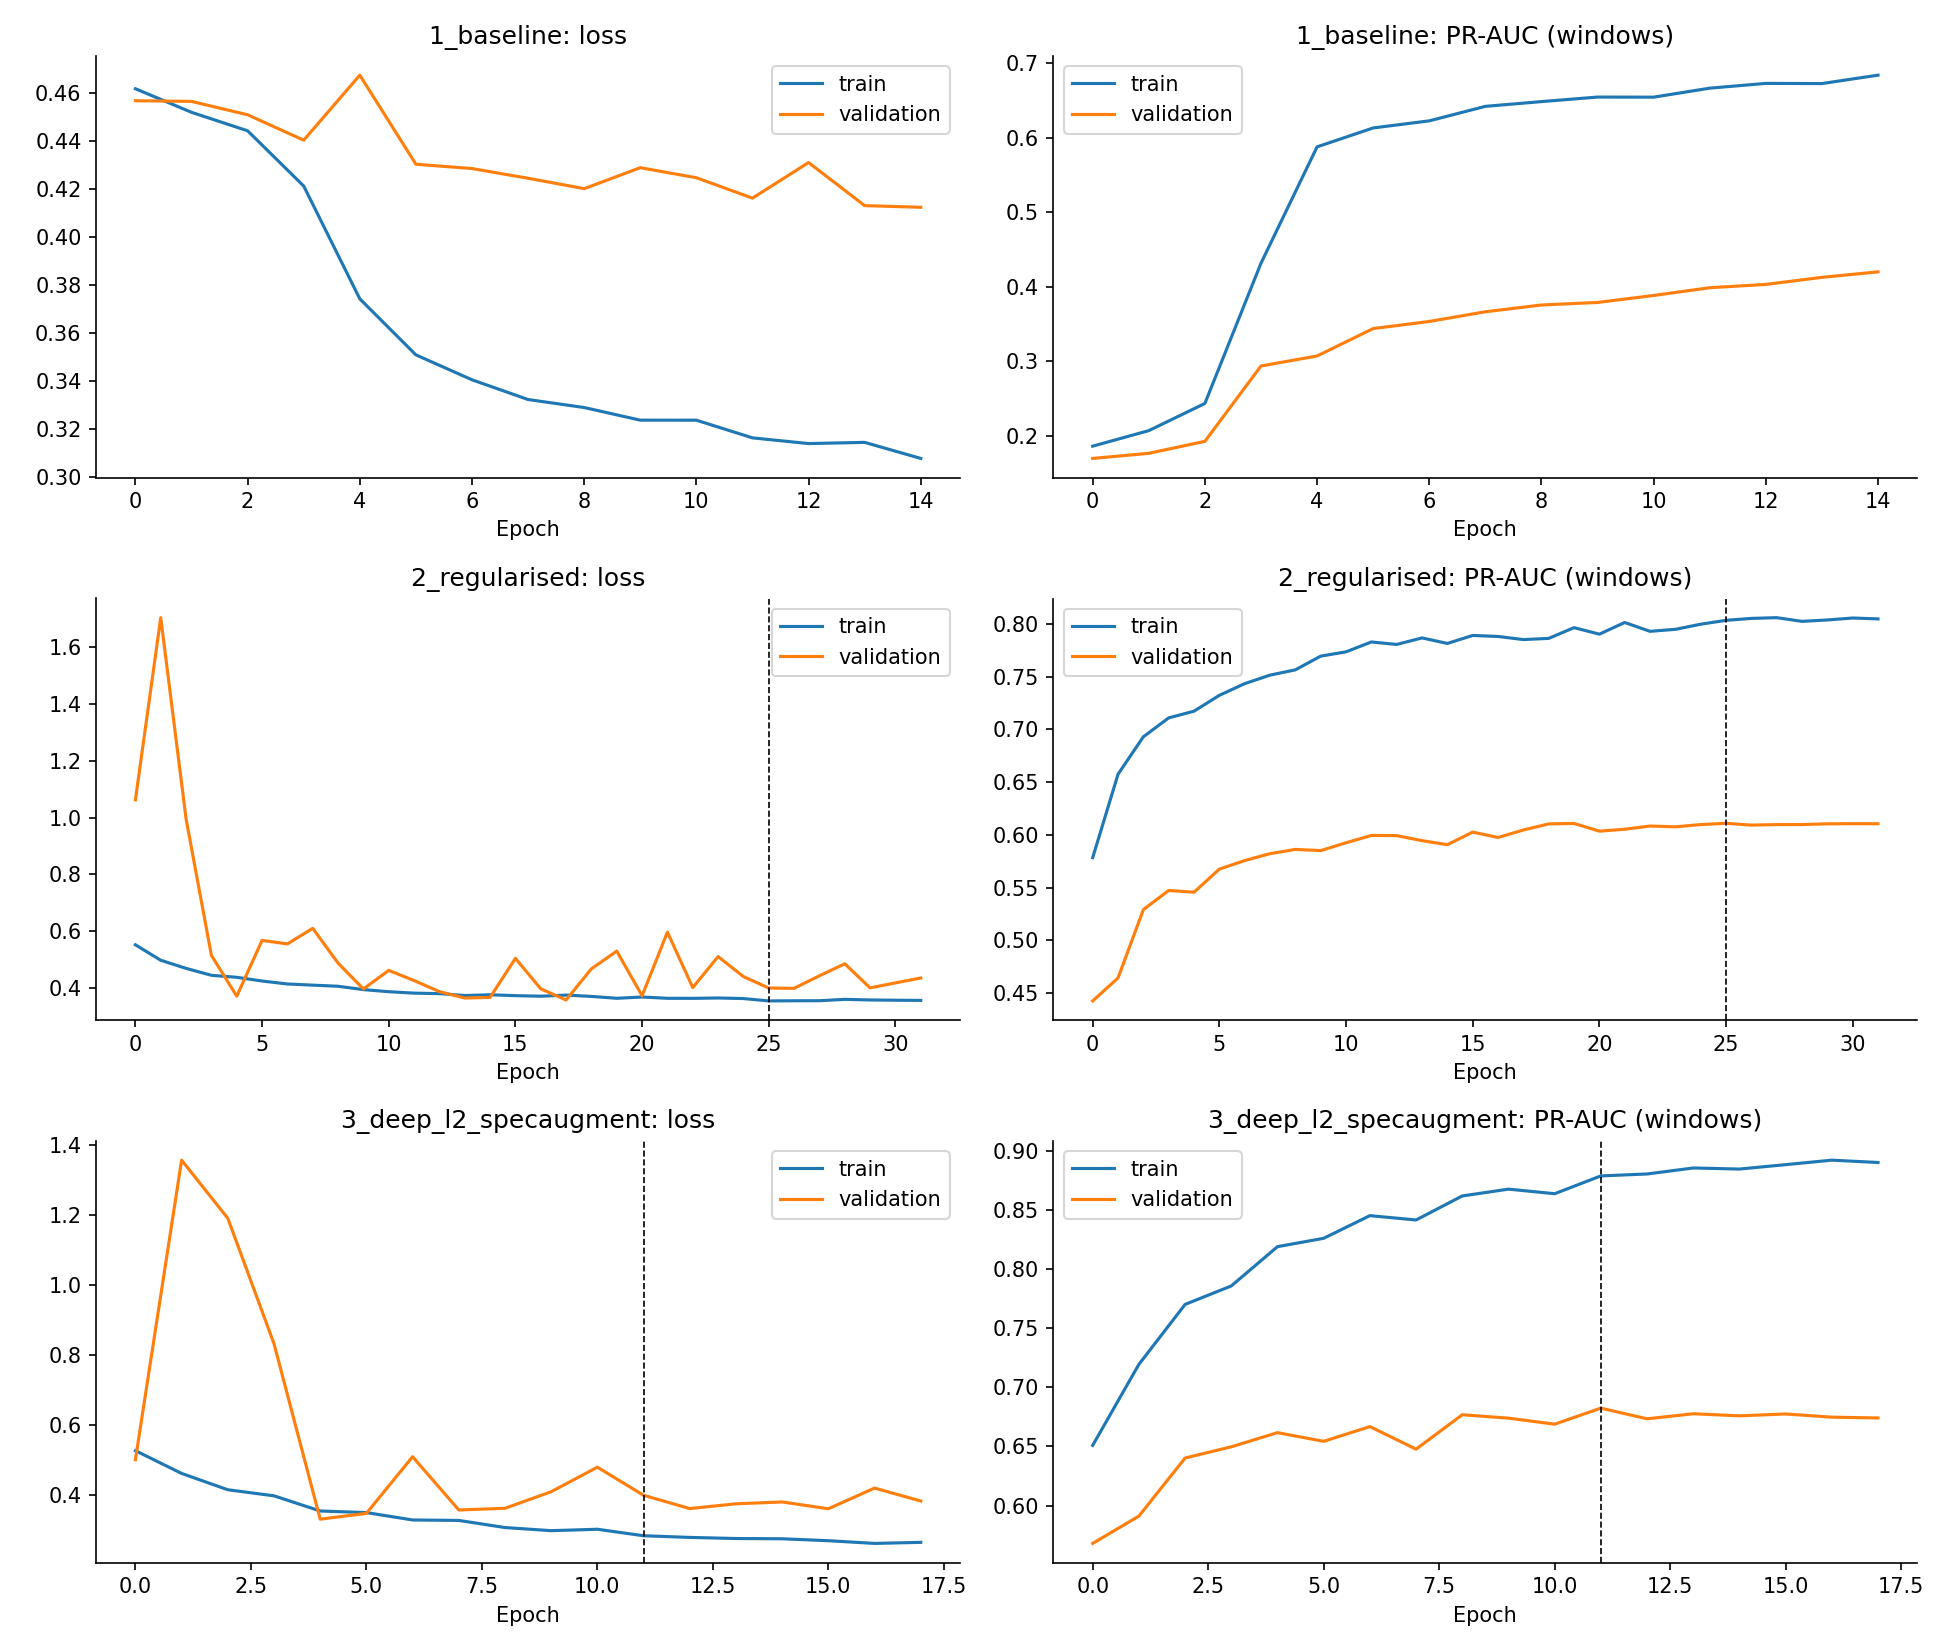 1_baseline: loss
0.46
0.44
0.42
0.40
0.38
0.36
0.34
0.32
0.30
train
validation
0 2 4 6 8 10 12 14
Epoch
1_baseline: PR-AUC (windows)
0.7
0.6
0.5
0.4
0.3
0.2
train
validation
0 2 4 6 8 10 12 14
Epoch
2_regularised: loss
1.6
1.4
1.2
1.0
0.8
0.6
0.4
train
validation
0 5 10 15 20 25 30
Epoch
2_regularised: PR-AUC (windows)
0.80
0.75
0.70
0.65
0.60
0.55
0.50
0.45
train
validation
0 5 10 15 20 25 30
Epoch
3_deep_l2_specaugment: loss
1.4
1.2
1.0
0.8
0.6
0.4
train
validation
0.0 2.5 5.0 7.5 10.0 12.5 15.0 17.5
Epoch
3_deep_l2_specaugment: PR-AUC (windows)
0.90
0.85
0.80
0.75
0.70
0.65
0.60
train
validation
0.0 2.5 5.0 7.5 10.0 12.5 15.0 17.5
Epoch